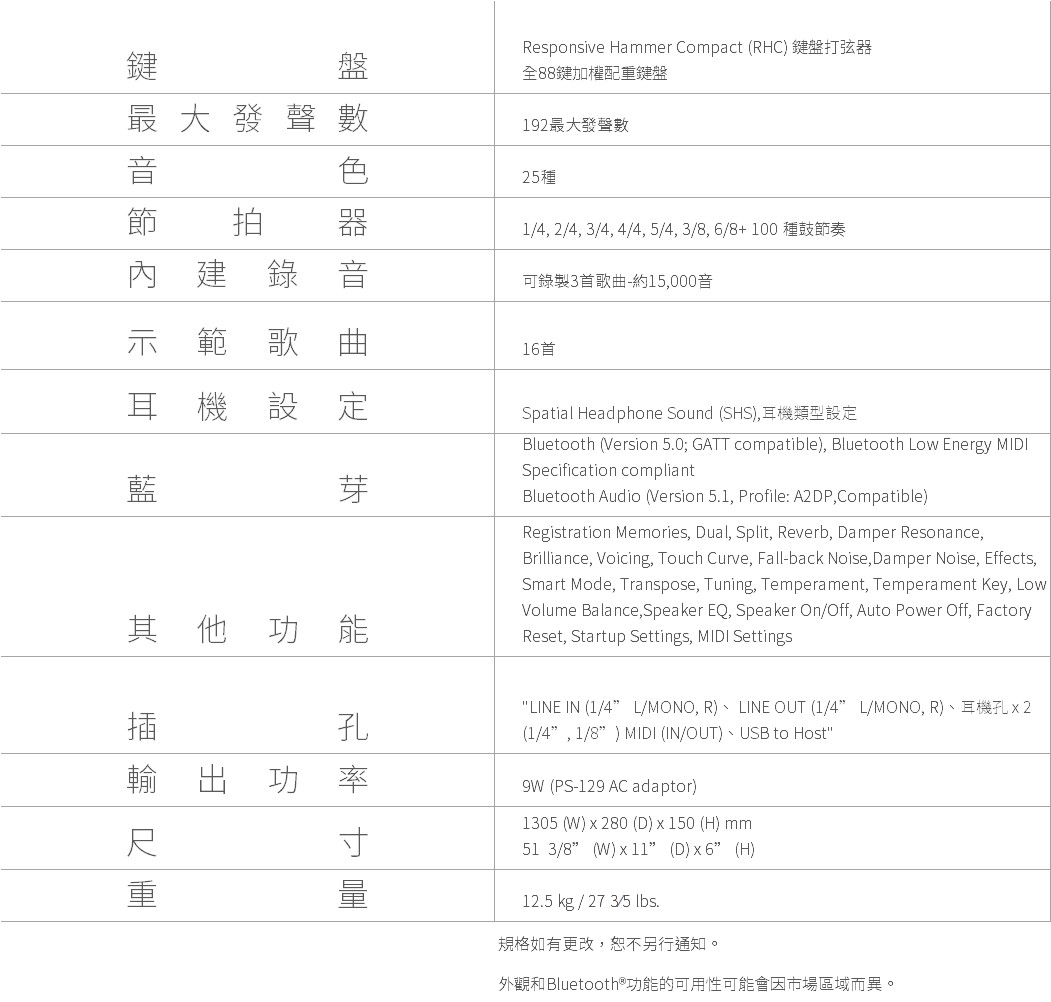 鍵盤
Responsive Hammer Compact (RHC) 鍵盤打弦器
全88鍵加權配重鍵盤
最大發聲數
192最大發聲數
音色
25種
節拍器
1/4, 2/4, 3/4, 4/4, 5/4, 3/8, 6/8+ 100 種鼓節奏
內建錄音
可錄製3首歌曲-約15,000音
示範歌曲
16首
耳機設定
Spatial Headphone Sound (SHS),耳機類型設定
藍芽
Bluetooth (Version 5.0; GATT compatible), Bluetooth Low Energy MIDI
Specification compliant
Bluetooth Audio (Version 5.1, Profile: A2DP,Compatible)
其他功能
Registration Memories, Dual, Split, Reverb, Damper Resonance,
Brilliance, Voicing, Touch Curve, Fall-back Noise,Damper Noise, Effects,
Smart Mode, Transpose, Tuning, Temperament, Temperament Key, Low
Volume Balance,Speaker EQ, Speaker On/Off, Auto Power Off, Factory
Reset, Startup Settings, MIDI Settings
插孔
"LINE IN (1/4” L/MONO, R)、 LINE OUT (1/4” L/MONO, R)、耳機孔 x 2
(1/4”, 1/8”) MIDI (IN/OUT)、USB to Host"
輸出功率
9W (PS-129 AC adaptor)
尺寸
1305 (W) x 280 (D) x 150 (H) mm
51 3/8” (W) x 11” (D) x 6” (H)
重量
12.5 kg / 27 3⁄5 lbs.
規格如有更改，恕不另行通知。
外觀和Bluetooth®功能的可用性可能會因市場區域而異。